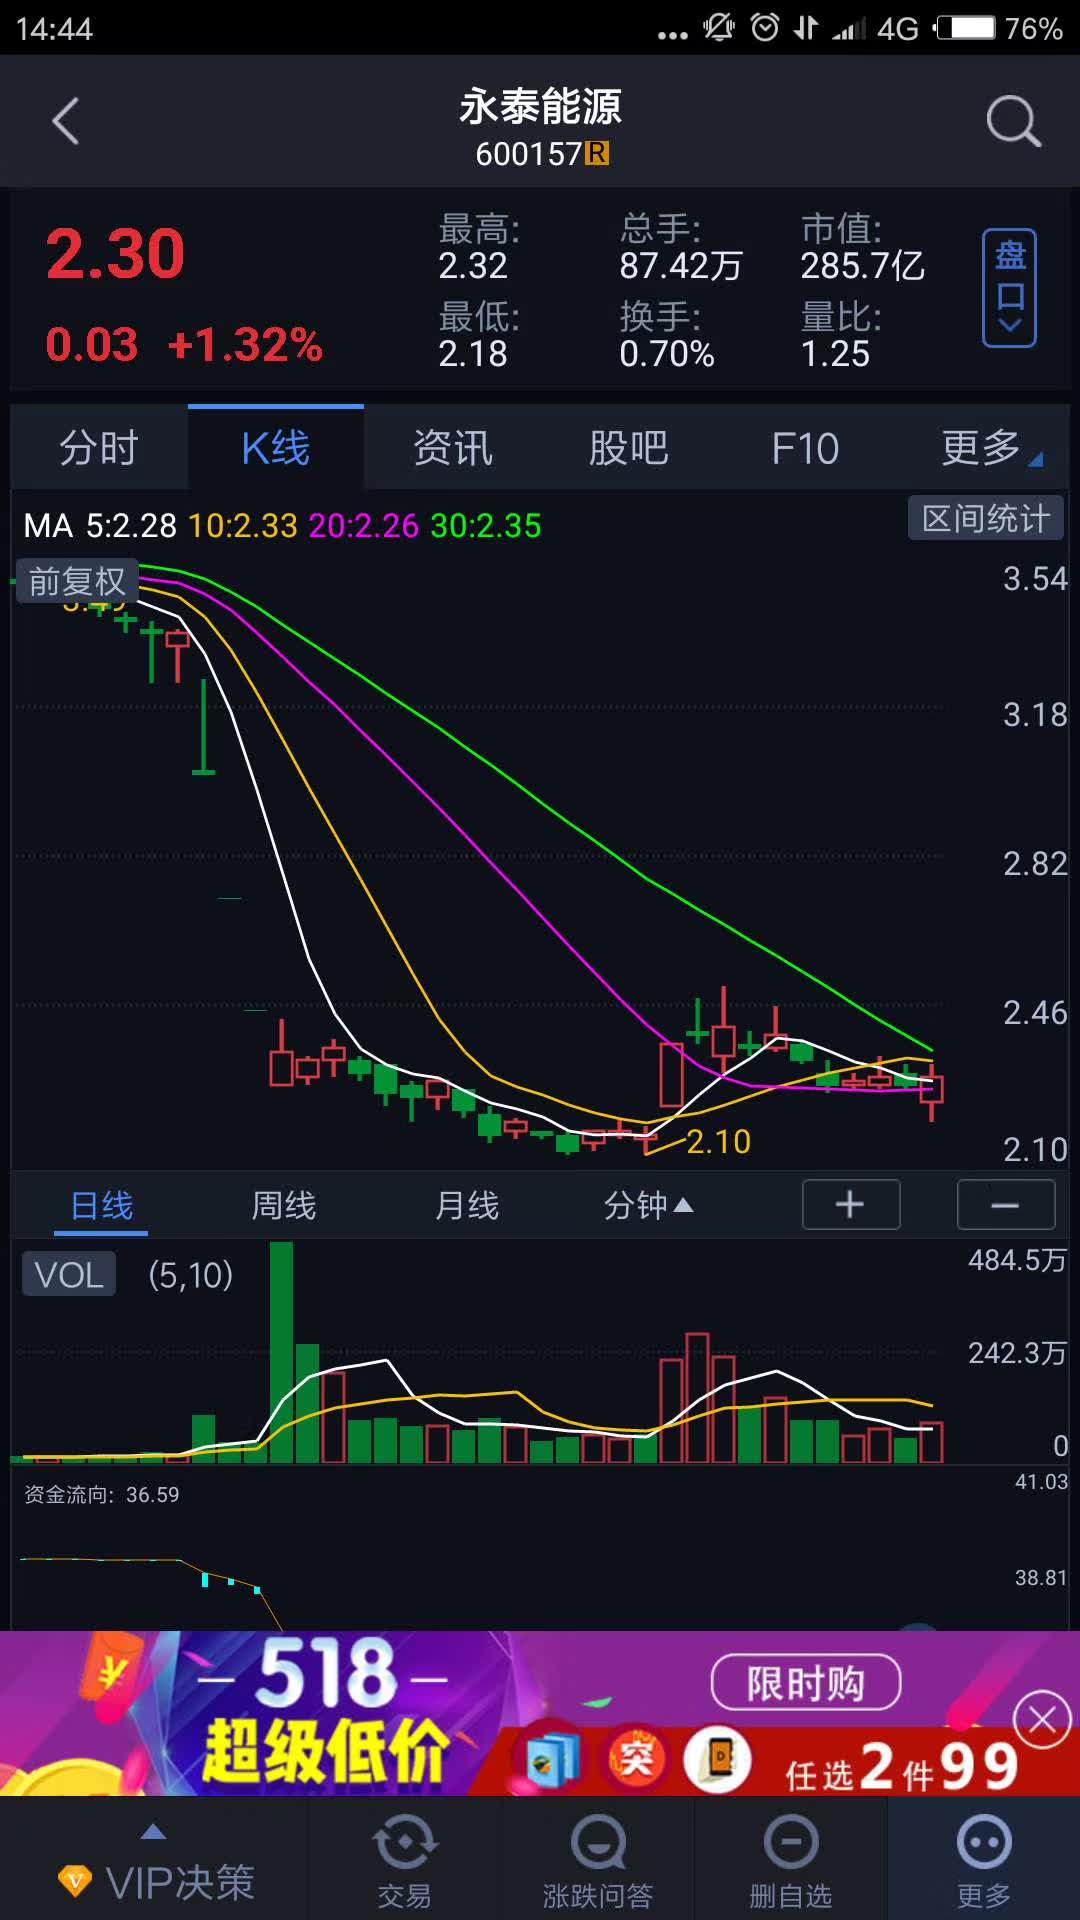 14:44 4G 76%
永泰能源
600157 R
2.30
0.03 +1.32%
最高: 总手: 市值:
2.32 87.42万 285.7亿
最低: 换手: 量比:
2.18 0.70% 1.25
盘口
分时 K线 资讯 股吧 F10 更多
MA 5:2.28 10:2.33 20:2.26 30:2.35 区间统计
前复权
3.54
3.18
2.82
2.46
2.10
2.10
日线 周线 月线 分钟 + −
VOL (5,10)
484.5万
242.3万
0
资金流向: 36.59
41.03
38.81
518
超级低价
限时购
突
任选2件99
VIP决策 交易 涨跌问答 删自选 更多